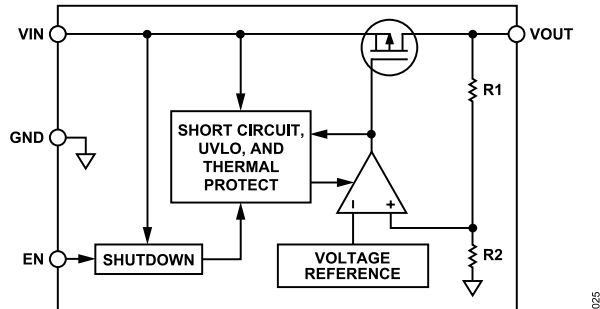 VIN
VOUT
R1
GND
SHORT CIRCUIT,
UVLO, AND
THERMAL
PROTECT
– +
EN
SHUTDOWN
VOLTAGE
REFERENCE
R2
025